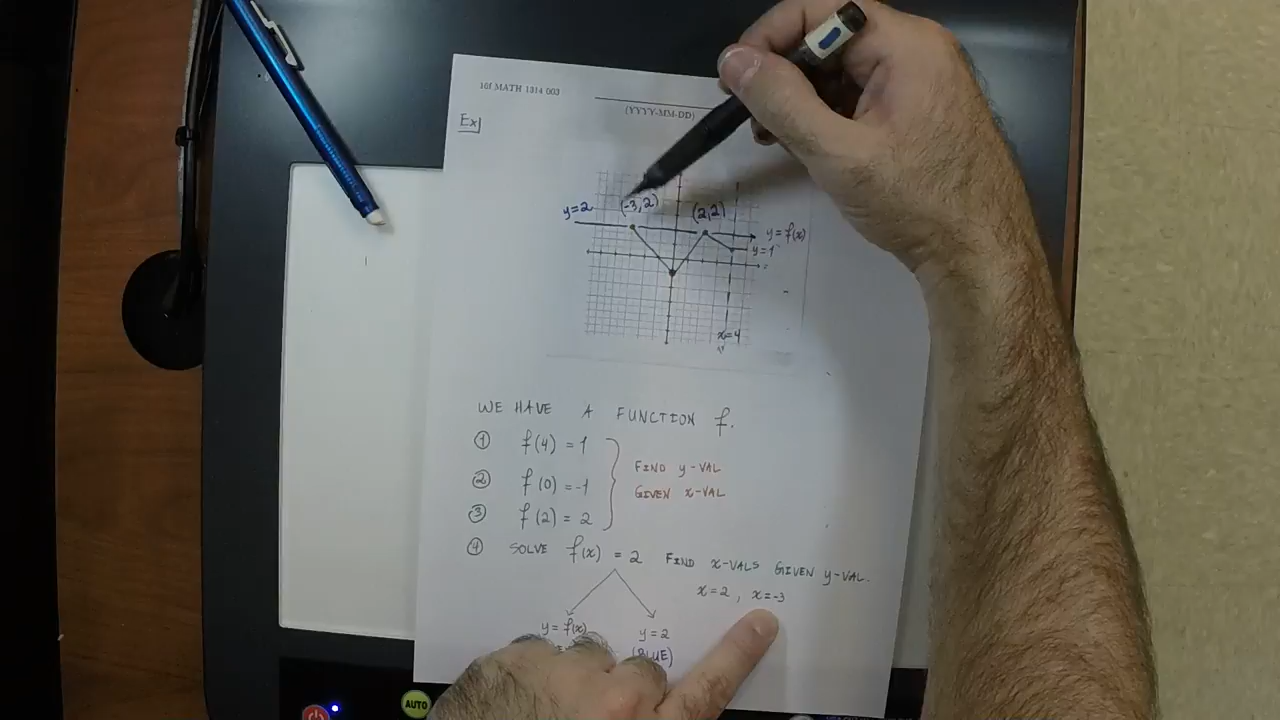 16f MATH 1314 003
(YYYY-MM-DD)
Ex
y=2
(-3,2)
(2,2)
y=f(x)
y=1
x=4
WE HAVE A FUNCTION f.
① f(4) = 1
② f(0) = -1
③ f(2) = 2
FIND y-VAL
GIVEN x-VAL
④ SOLVE f(x) = 2 FIND x-VALS GIVEN y-VAL.
x=2, x=-3
y=f(x)
y=2
(BLUE)
AUTO